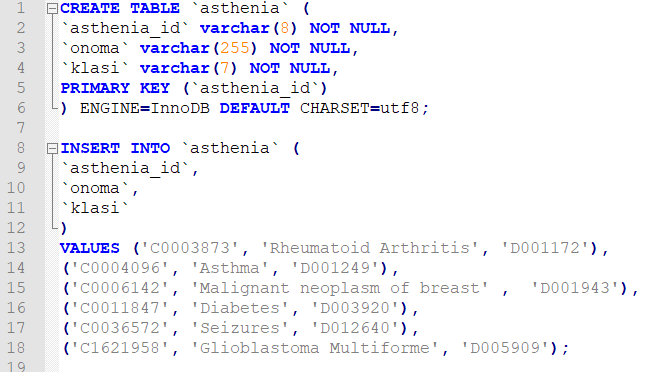 1 CREATE TABLE `asthenia` (
2 `asthenia_id` varchar(8) NOT NULL,
3 `onoma` varchar(255) NOT NULL,
4 `klasi` varchar(7) NOT NULL,
5 PRIMARY KEY (`asthenia_id`)
6 ) ENGINE=InnoDB DEFAULT CHARSET=utf8;
7
8 INSERT INTO `asthenia` (
9 `asthenia_id`,
10 `onoma`,
11 `klasi`
12 )
13 VALUES ('C0003873', 'Rheumatoid Arthritis', 'D001172'),
14 ('C0004096', 'Asthma', 'D001249'),
15 ('C0006142', 'Malignant neoplasm of breast' ,  'D001943'),
16 ('C0011847', 'Diabetes', 'D003920'),
17 ('C0036572', 'Seizures', 'D012640'),
18 ('C1621958', 'Glioblastoma Multiforme', 'D005909');
19